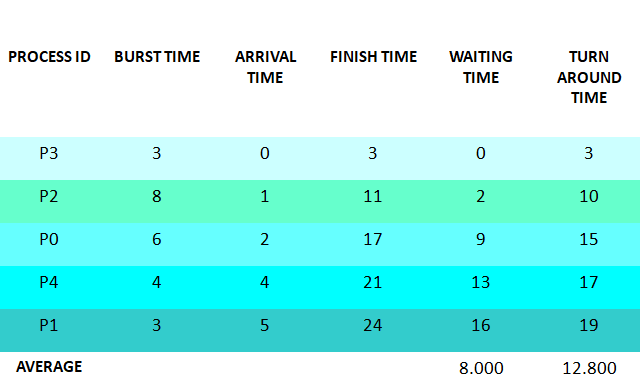 PROCESS ID BURST TIME ARRIVAL TIME FINISH TIME WAITING TIME TURN AROUND TIME
P3 3 0 3 0 3
P2 8 1 11 2 10
P0 6 2 17 9 15
P4 4 4 21 13 17
P1 3 5 24 16 19
AVERAGE 8.000 12.800